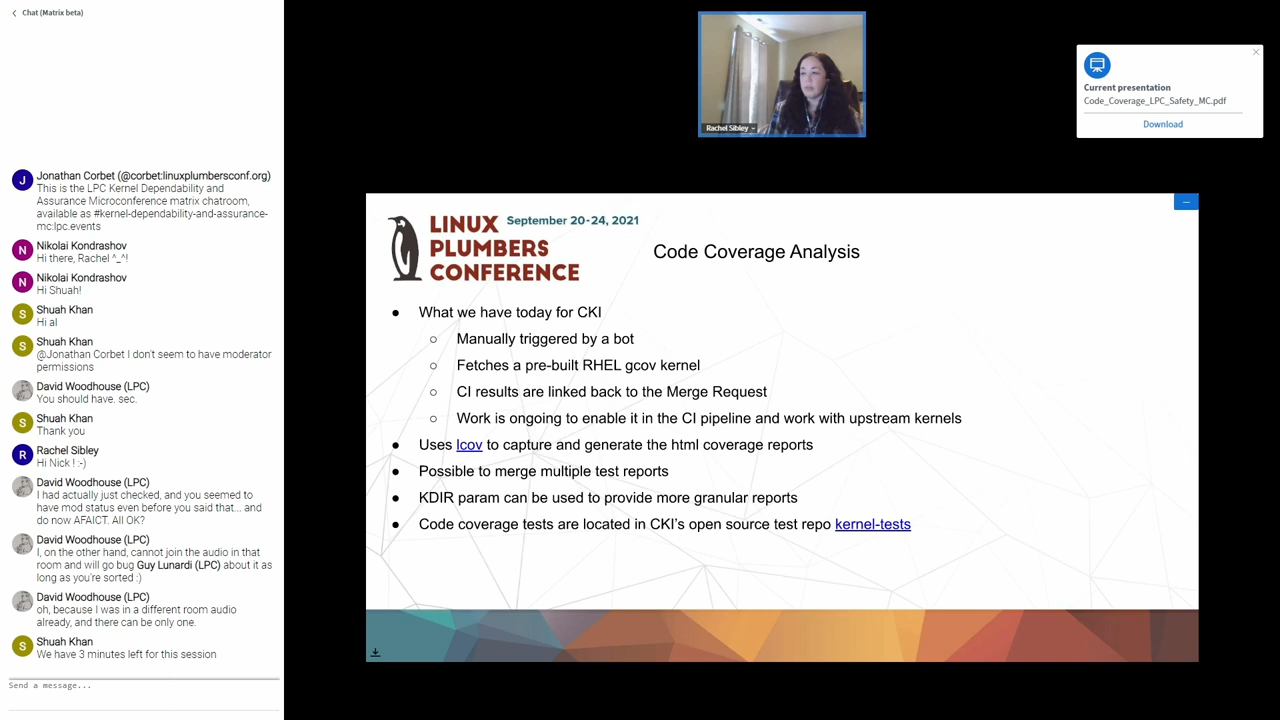 Chat (Matrix beta)
Jonathan Corbet (@corbet:linuxplumbersconf.org)
This is the LPC Kernel Dependability and
Assurance Microconference matrix chatroom,
available as #kernel-dependability-and-assurance-
mc:lpc.events
Nikolai Kondrashov
Hi there, Rachel ^_^!
Nikolai Kondrashov
Hi Shuah!
Shuah Khan
Hi al
Shuah Khan
@Jonathan Corbet I don't seem to have moderator
permissions
David Woodhouse (LPC)
You should have. sec.
Shuah Khan
Thank you
Rachel Sibley
Hi Nick ! :-)
David Woodhouse (LPC)
I had actually just checked, and you seemed to
have mod status even before you said that... and
do now AFAICT. All OK?
David Woodhouse (LPC)
I, on the other hand, cannot join the audio in that
room and will go bug Guy Lunardi (LPC) about it as
long as you're sorted :)
David Woodhouse (LPC)
oh, because I was in a different room audio
already, and there can be only one.
Shuah Khan
We have 3 minutes left for this session
Send a message...
Rachel Sibley
Current presentation
Code_Coverage_LPC_Safety_MC.pdf
Download
LINUX September 20-24, 2021
PLUMBERS
CONFERENCE
Code Coverage Analysis
● What we have today for CKI
○ Manually triggered by a bot
○ Fetches a pre-built RHEL gcov kernel
○ CI results are linked back to the Merge Request
○ Work is ongoing to enable it in the CI pipeline and work with upstream kernels
● Uses lcov to capture and generate the html coverage reports
● Possible to merge multiple test reports
● KDIR param can be used to provide more granular reports
● Code coverage tests are located in CKI's open source test repo kernel-tests